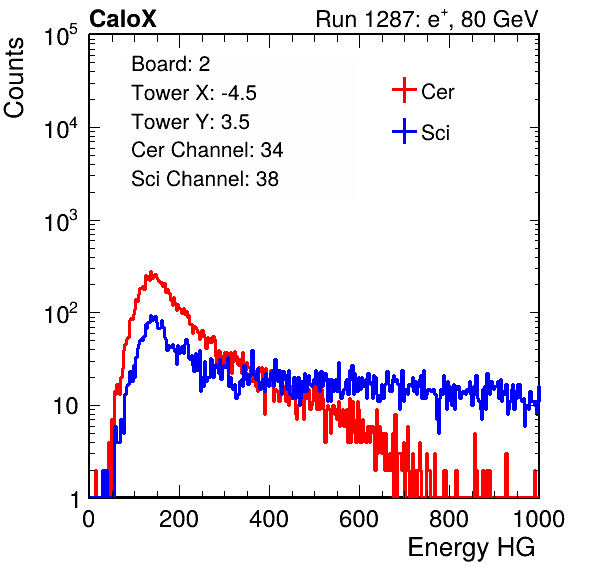 CaloX Run 1287: e⁺, 80 GeV
Counts
10⁵
10⁴
10³
10²
10
1
Board: 2
Tower X: -4.5
Tower Y: 3.5
Cer Channel: 34
Sci Channel: 38
Cer
Sci
0 200 400 600 800 1000
Energy HG